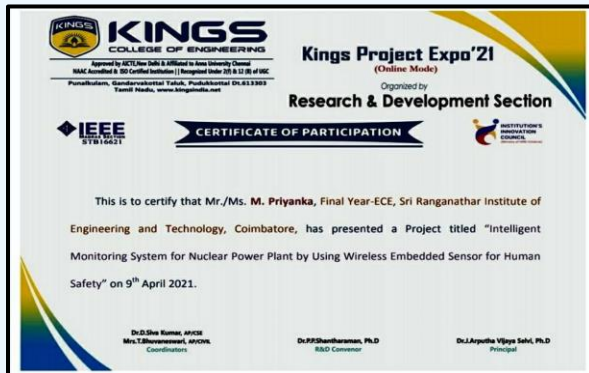 KINGS
KINGS
COLLEGE OF ENGINEERING
Approved by AICTE,New Delhi & Affiliated to Anna University Chennai
NAAC Accredited & ISO Certified Institution | | Recognized Under 2(f) & 12 (B) of UGC
Punalkulam, Gandarvakottai Taluk, Pudukkottai Dt.613303
Tamil Nadu, www.kingsindia.net
Kings Project Expo'21
(Online Mode)
Organized by
Research & Development Section
IEEE
MADRAS SECTION
STB16621
CERTIFICATE OF PARTICIPATION
INSTITUTION'S
INNOVATION
COUNCIL
This is to certify that Mr./Ms. M. Priyanka, Final Year-ECE, Sri Ranganathar Institute of
Engineering and Technology, Coimbatore, has presented a Project titled “Intelligent
Monitoring System for Nuclear Power Plant by Using Wireless Embedded Sensor for Human
Safety” on 9th April 2021.
Dr.D.Siva Kumar, AP/CSE
Mrs.T.Bhuvaneswari, AP/CIVIL
Coordinators
Dr.P.P.Shantharaman, Ph.D
R&D Convenor
Dr.J.Arputha Vijaya Selvi, Ph.D
Principal